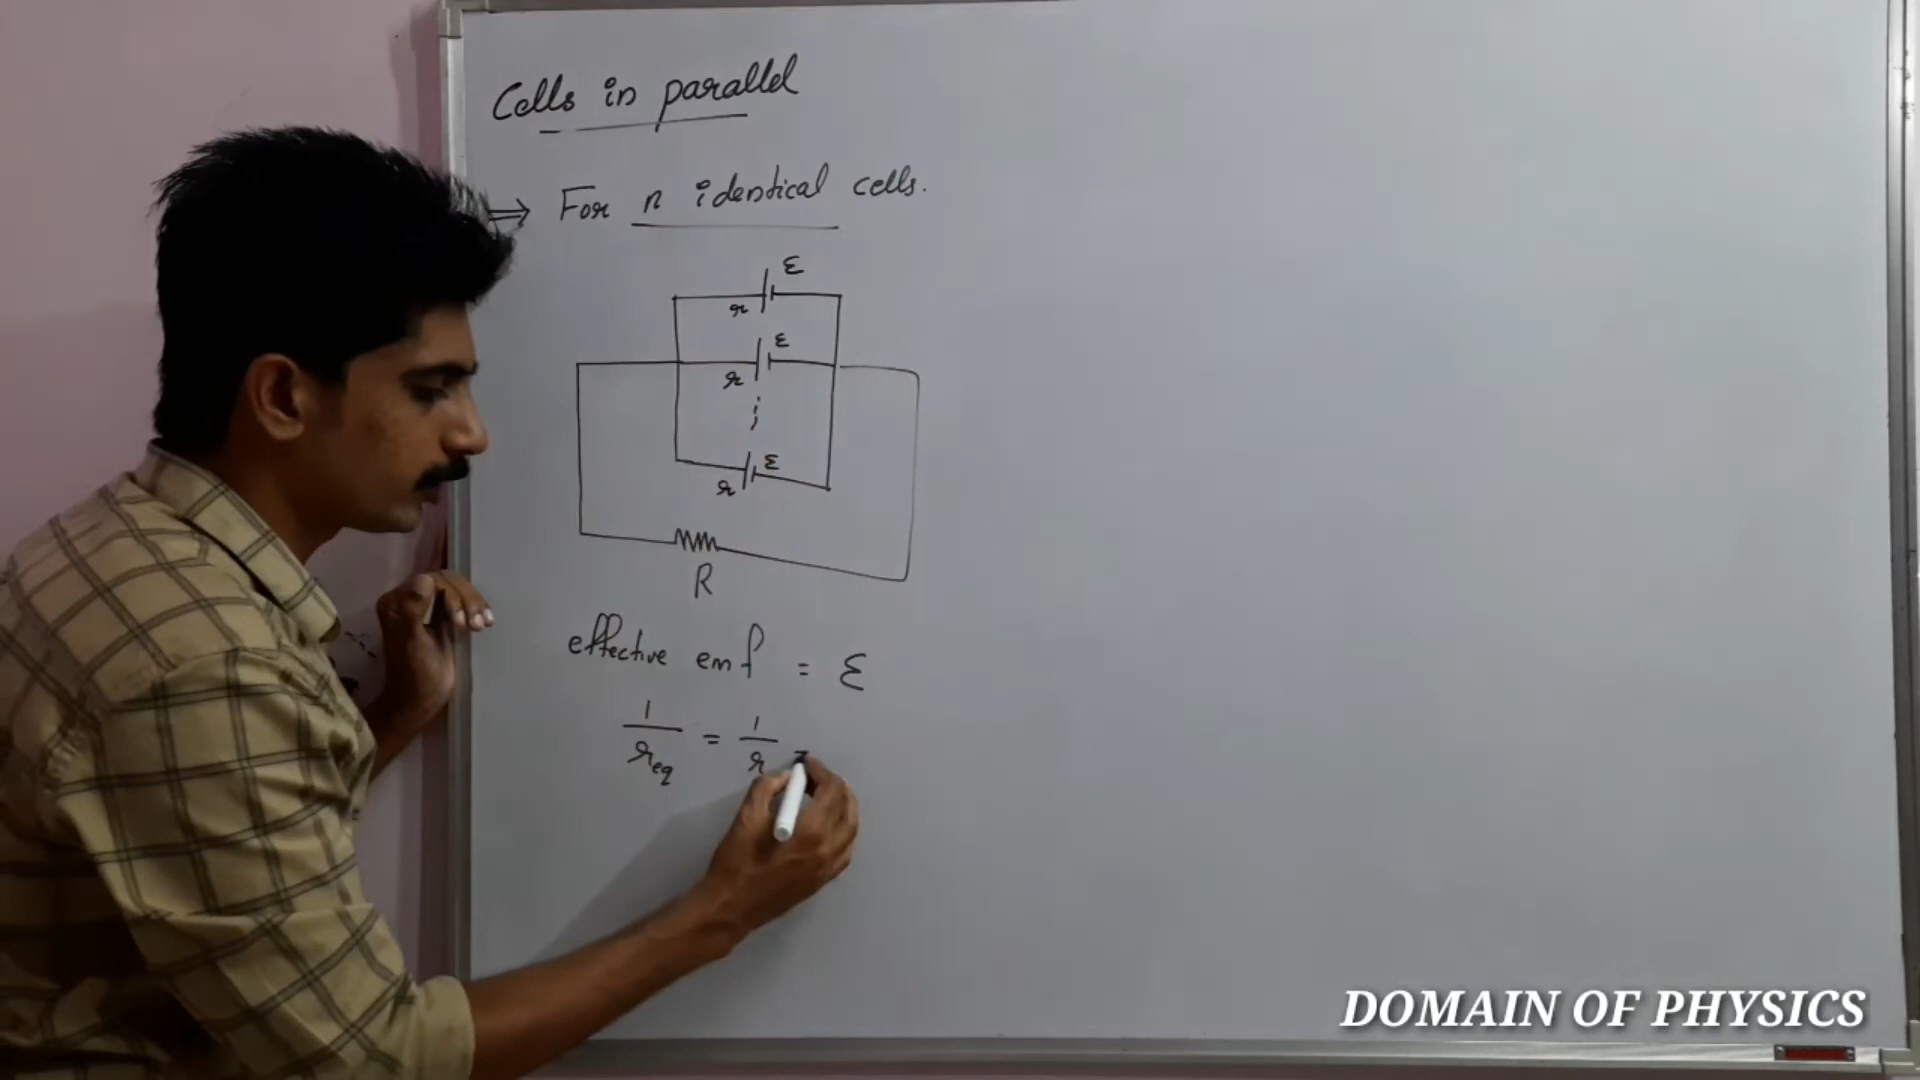 Cells in parallel
⇒ For n identical cells.
ε
r
ε
r
ε
r
R
effective emf = ε
1/r_eq = 1/r
DOMAIN OF PHYSICS